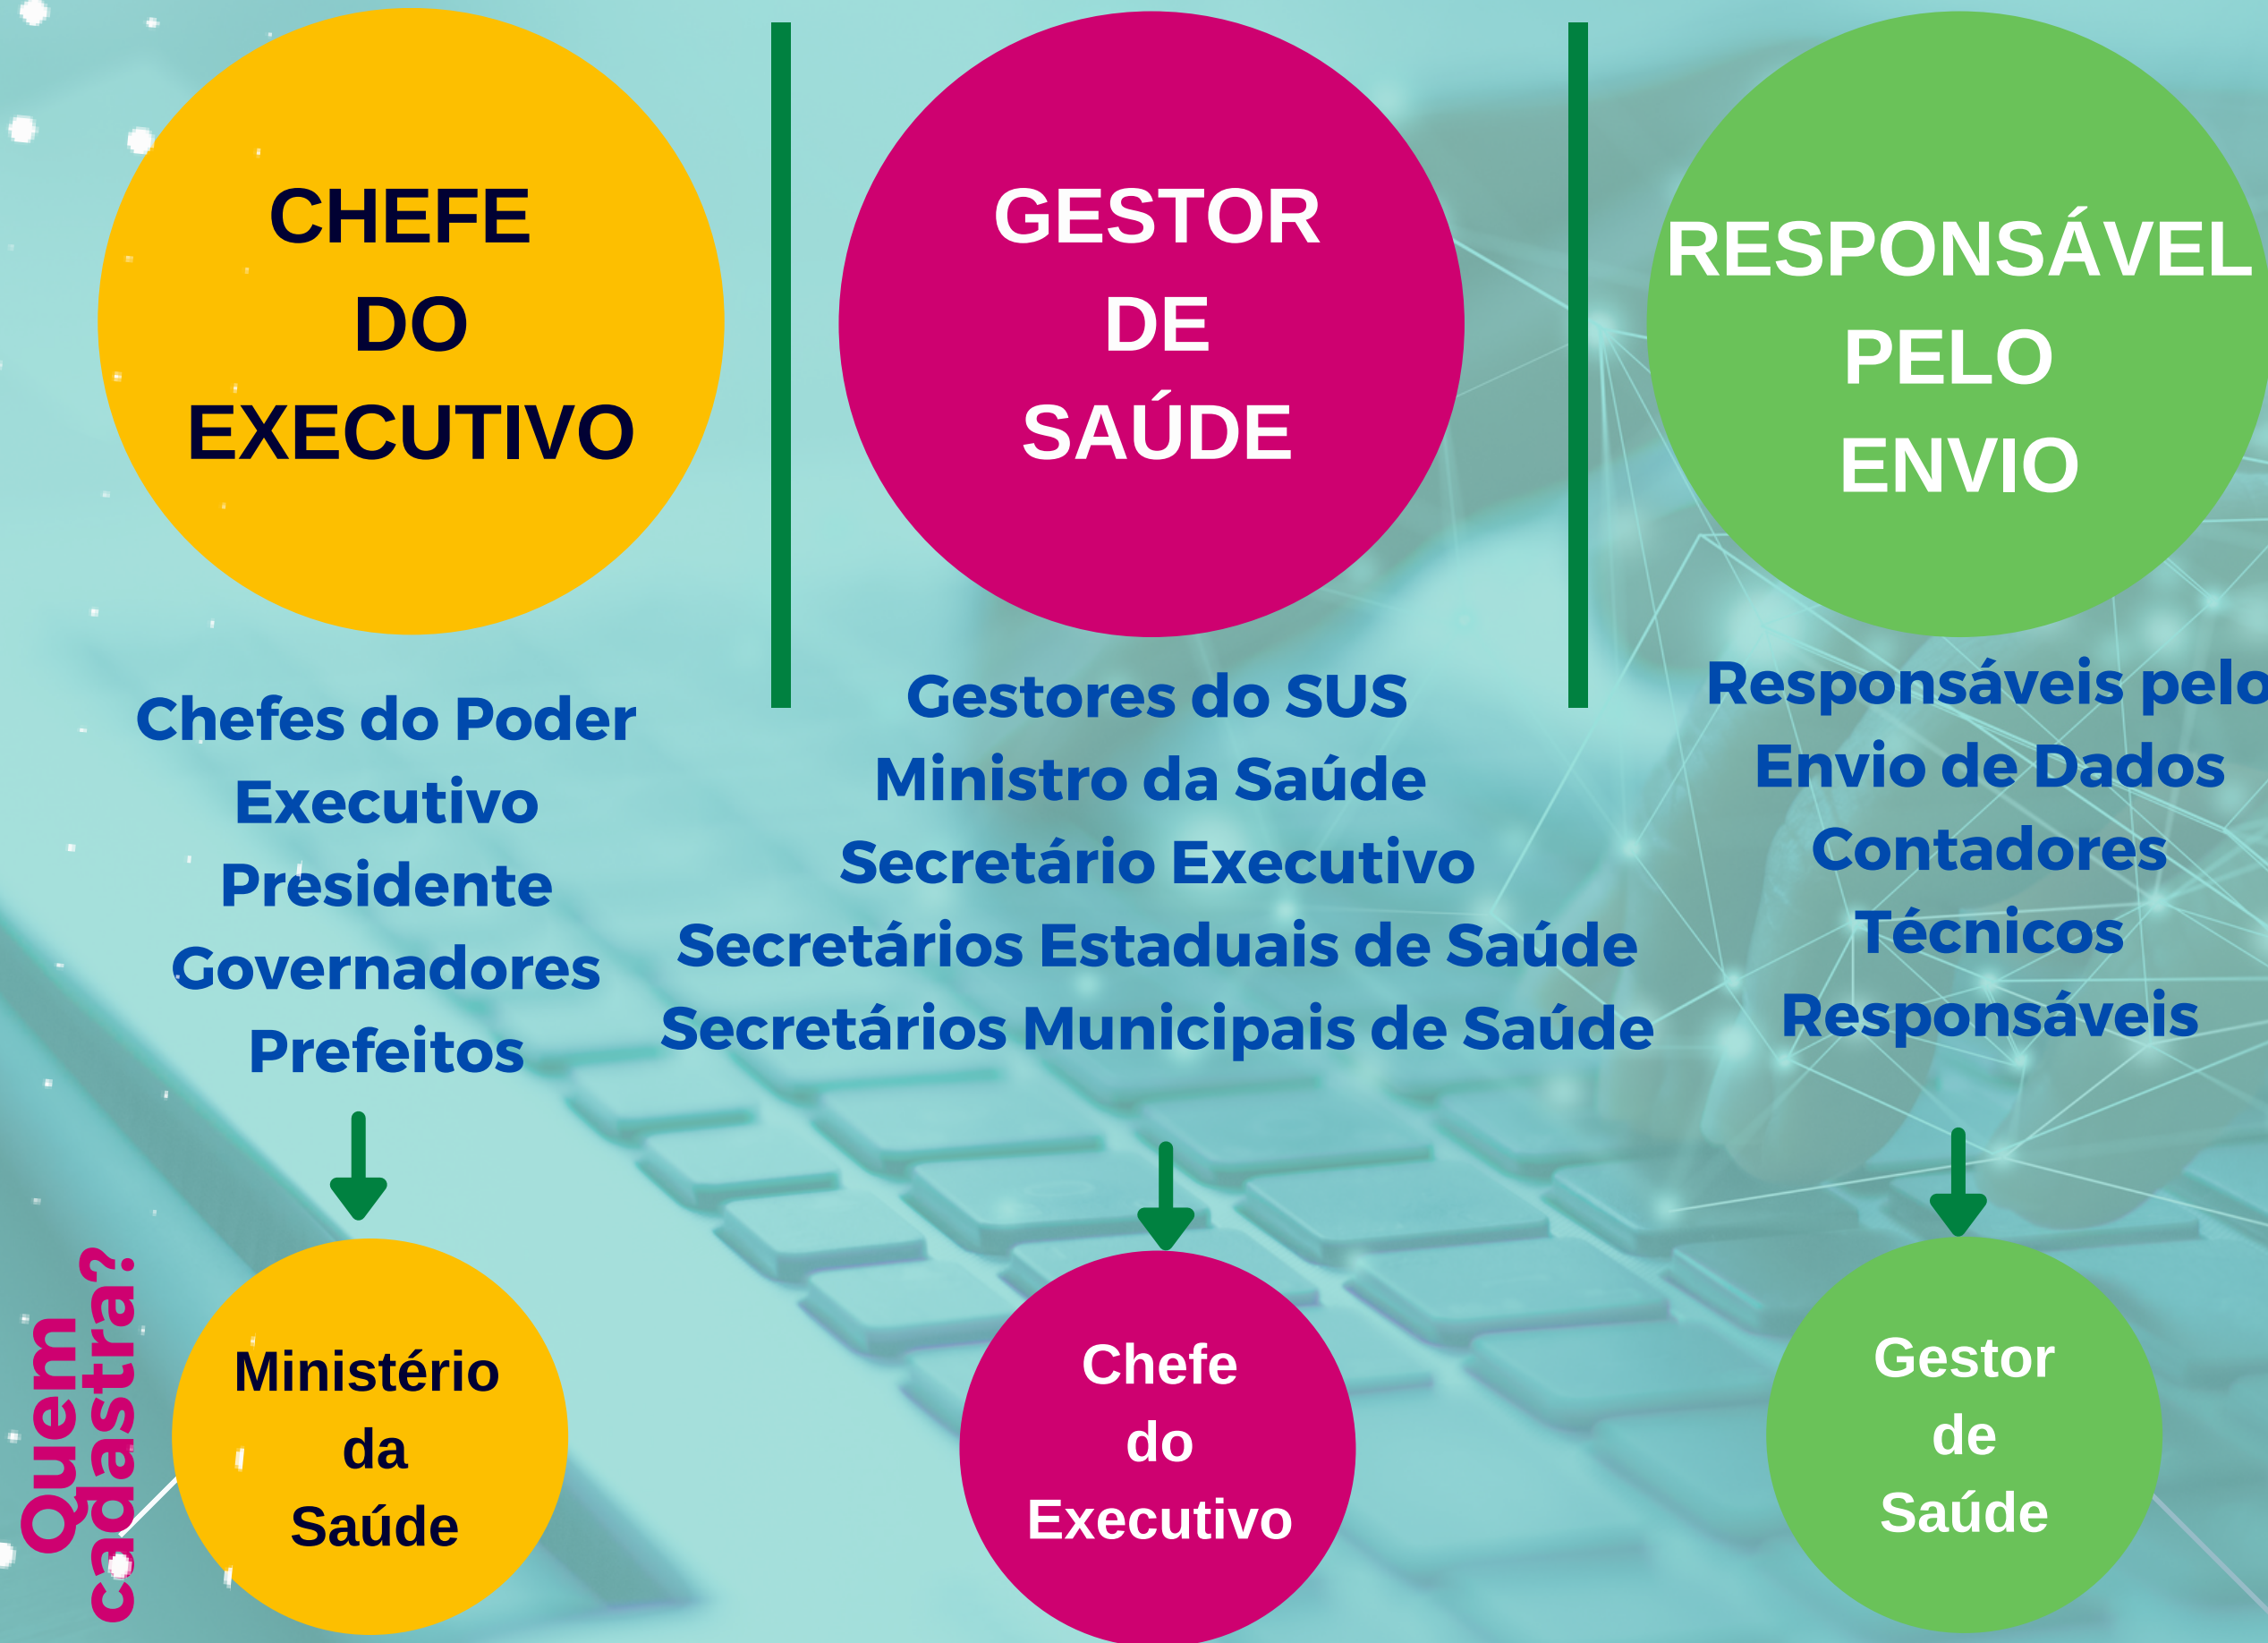 CHEFE
DO
EXECUTIVO
Chefes do Poder
Executivo
Presidente
Governadores
Prefeitos
GESTOR
DE
SAÚDE
Gestores do SUS
Ministro da Saúde
Secretário Executivo
Secretários Estaduais de Saúde
Secretários Municipais de Saúde
RESPONSÁVEL
PELO
ENVIO
Responsáveis pelo
Envio de Dados
Contadores
Técnicos
Responsáveis
Quem
cadastra?
Ministério
da
Saúde
Chefe
do
Executivo
Gestor
de
Saúde